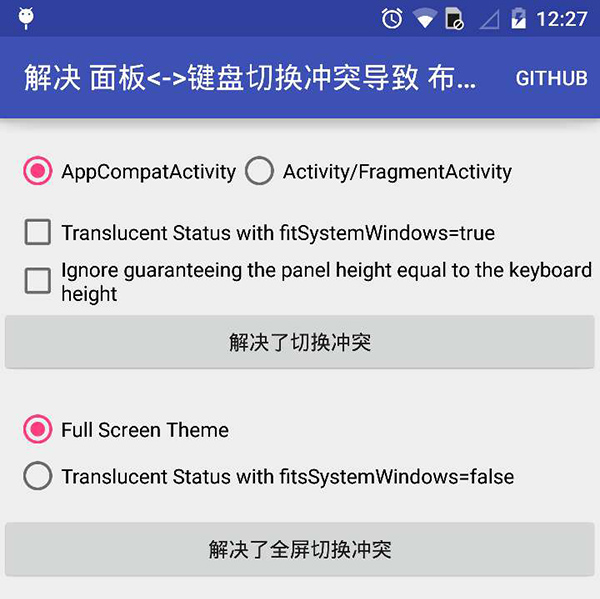 12:27
解决 面板<->键盘切换冲突导致 布...
GITHUB
AppCompatActivity
Activity/FragmentActivity
Translucent Status with fitSystemWindows=true
Ignore guaranteeing the panel height equal to the keyboard
height
解决了切换冲突
Full Screen Theme
Translucent Status with fitsSystemWindows=false
解决了全屏切换冲突